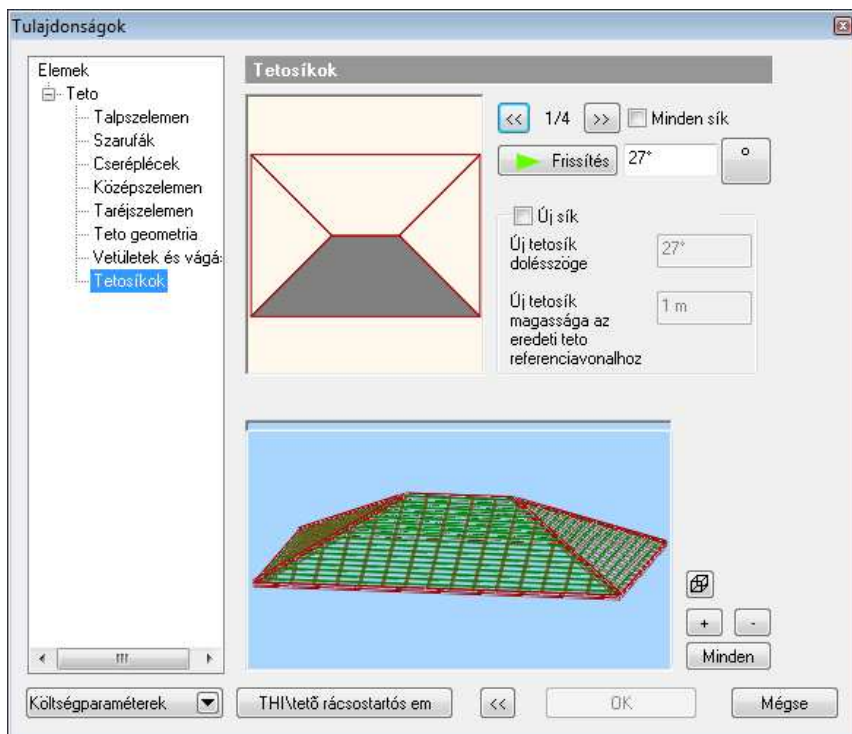 Tulajdonságok
Elemek
Teto
Talpszelemen
Szarufák
Cseréplécek
Középszelemen
Taréjszelemen
Teto geometria
Vetületek és vágá
Tetosíkok
Tetosíkok
<< 1/4 >> Minden sík
Frissítés 27° °
Új sík
Új tetosík
dolésszöge
27°
Új tetosík
magassága az
eredeti teto
referenciavonalhoz
1 m
+ -
Minden
Költségparaméterek
THI\tető rácsostartós em
<<
OK
Mégse